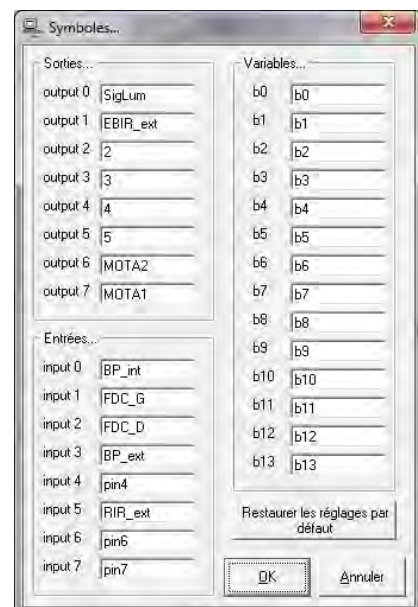 Symboles...
Sorties...
output 0 SigLum
output 1 EBIR_ext
output 2 2
output 3 3
output 4 4
output 5 5
output 6 MOTA2
output 7 MOTA1
Entrées...
input 0 BP_int
input 1 FDC_G
input 2 FDC_D
input 3 BP_ext
input 4 pin4
input 5 RIR_ext
input 6 pin6
input 7 pin7
Variables...
b0 b0
b1 b1
b2 b2
b3 b3
b4 b4
b5 b5
b6 b6
b7 b7
b8 b8
b9 b9
b10 b10
b11 b11
b12 b12
b13 b13
Restaurer les réglages par
défaut
OK
Annuler